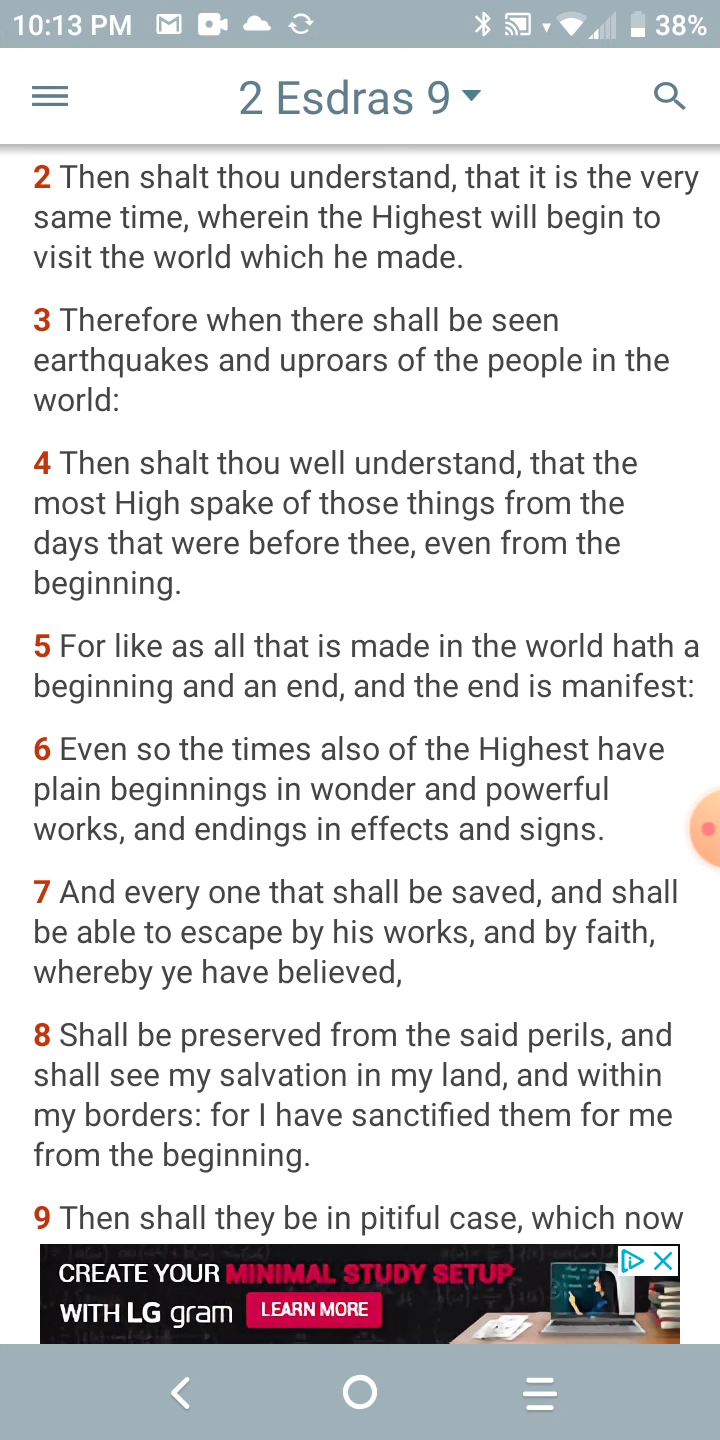 10:13 PM 38%
2 Esdras 9
2 Then shalt thou understand, that it is the very
same time, wherein the Highest will begin to
visit the world which he made.
3 Therefore when there shall be seen
earthquakes and uproars of the people in the
world:
4 Then shalt thou well understand, that the
most High spake of those things from the
days that were before thee, even from the
beginning.
5 For like as all that is made in the world hath a
beginning and an end, and the end is manifest:
6 Even so the times also of the Highest have
plain beginnings in wonder and powerful
works, and endings in effects and signs.
7 And every one that shall be saved, and shall
be able to escape by his works, and by faith,
whereby ye have believed,
8 Shall be preserved from the said perils, and
shall see my salvation in my land, and within
my borders: for I have sanctified them for me
from the beginning.
9 Then shall they be in pitiful case, which now
CREATE YOUR MINIMAL STUDY SETUP
WITH LG gram LEARN MORE